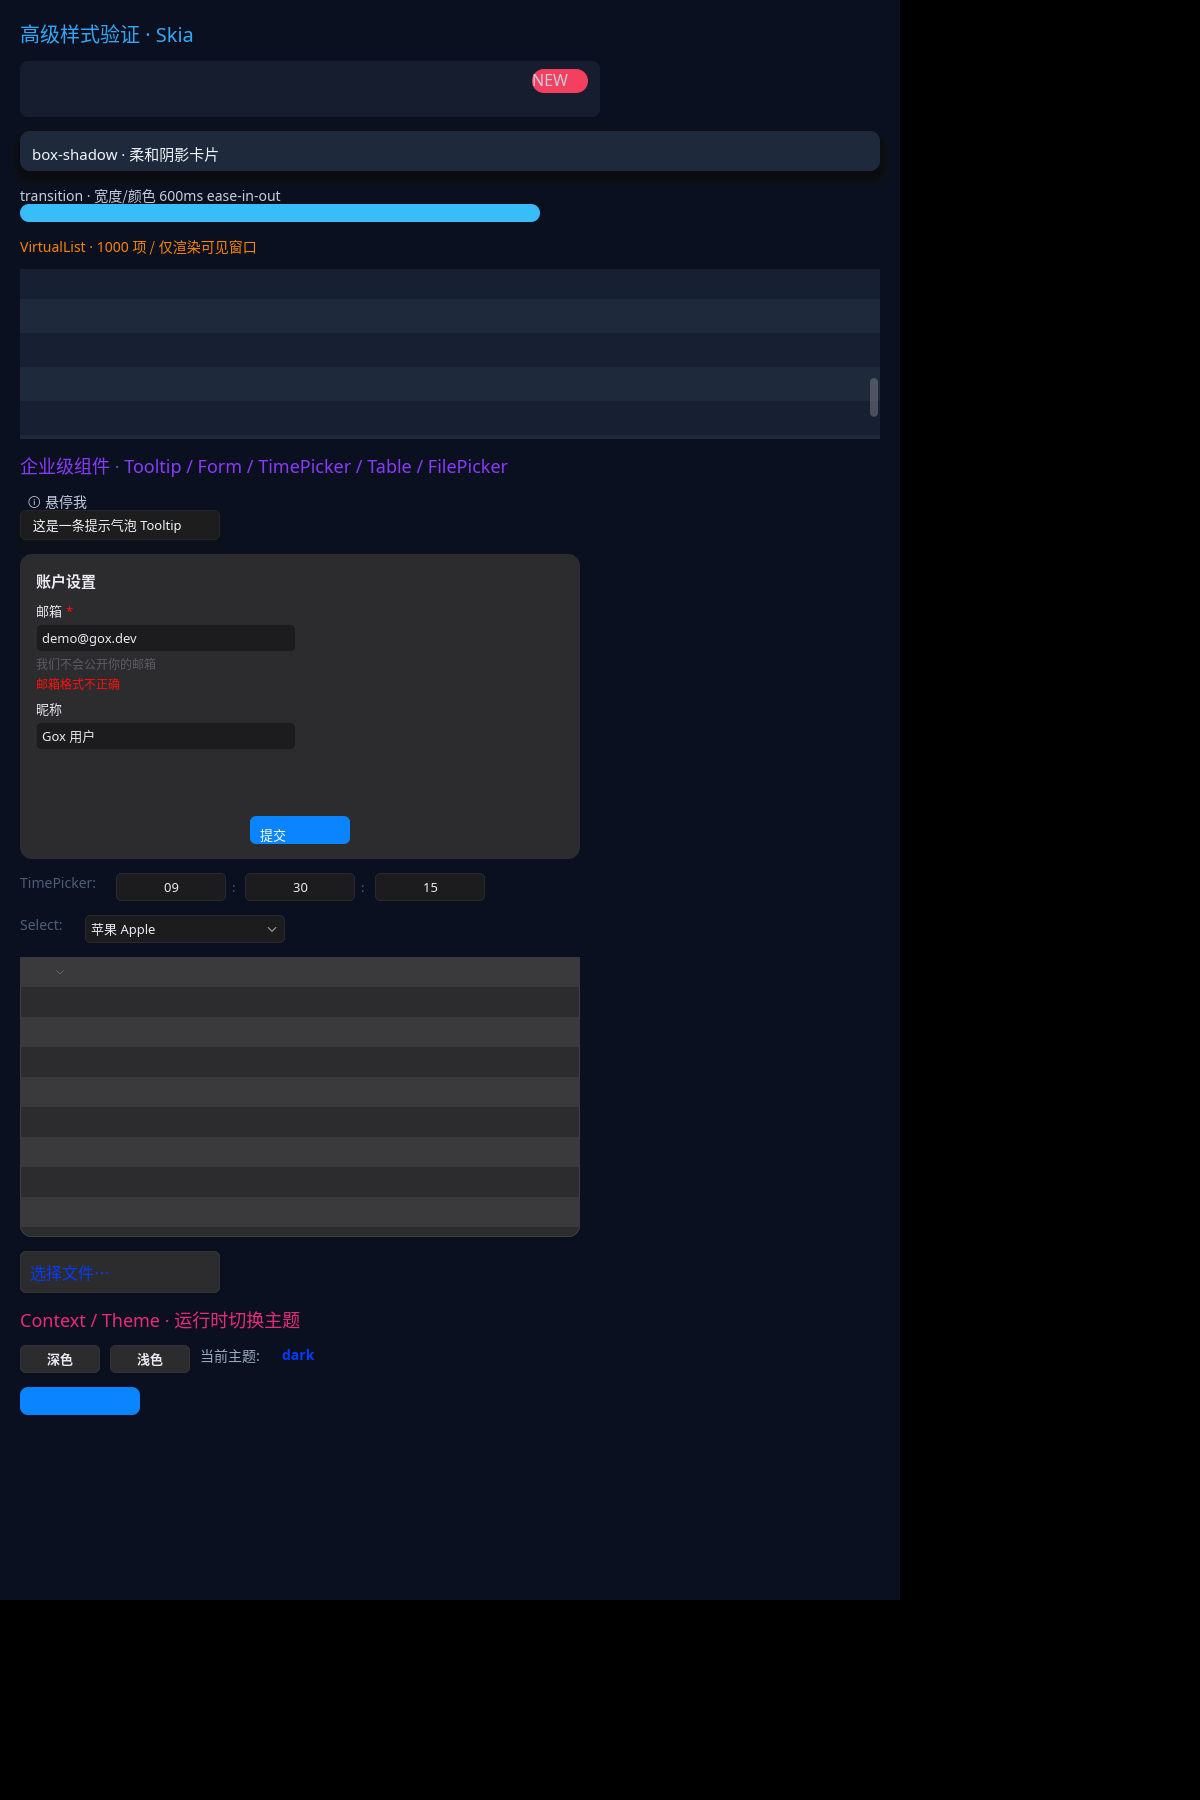 高级样式验证 · Skia
NEW
box-shadow · 柔和阴影卡片
transition · 宽度/颜色 600ms ease-in-out
VirtualList · 1000 项 / 仅渲染可见窗口
企业级组件 · Tooltip / Form / TimePicker / Table / FilePicker
ⓘ 悬停我
这是一条提示气泡 Tooltip
账户设置
邮箱 *
demo@gox.dev
我们不会公开你的邮箱
邮箱格式不正确
昵称
Gox 用户
提交
TimePicker: 09 : 30 : 15
Select: 苹果 Apple
选择文件…
Context / Theme · 运行时切换主题
深色 浅色 当前主题: dark